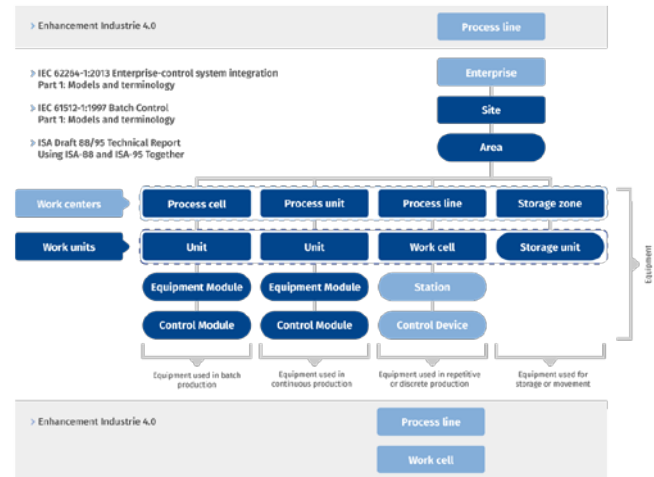 > Enhancement Industrie 4.0
Process line
> IEC 62264-1:2013 Enterprise-control system integration
Part 1: Models and terminology
Enterprise
> IEC 61512-1:1997 Batch Control
Part 1: Models and terminology
Site
> ISA Draft 88/95 Technical Report
Using ISA-88 and ISA-95 Together
Area
Work centers
Process cell
Process unit
Process line
Storage zone
Work units
Unit
Unit
Work cell
Storage unit
Equipment Module
Equipment Module
Station
Control Module
Control Module
Control Device
Equipment
Equipment used in batch
production
Equipment used in
continuous production
Equipment used in repetitive
or discrete production
Equipment used for
storage or movement
> Enhancement Industrie 4.0
Process line
Work cell